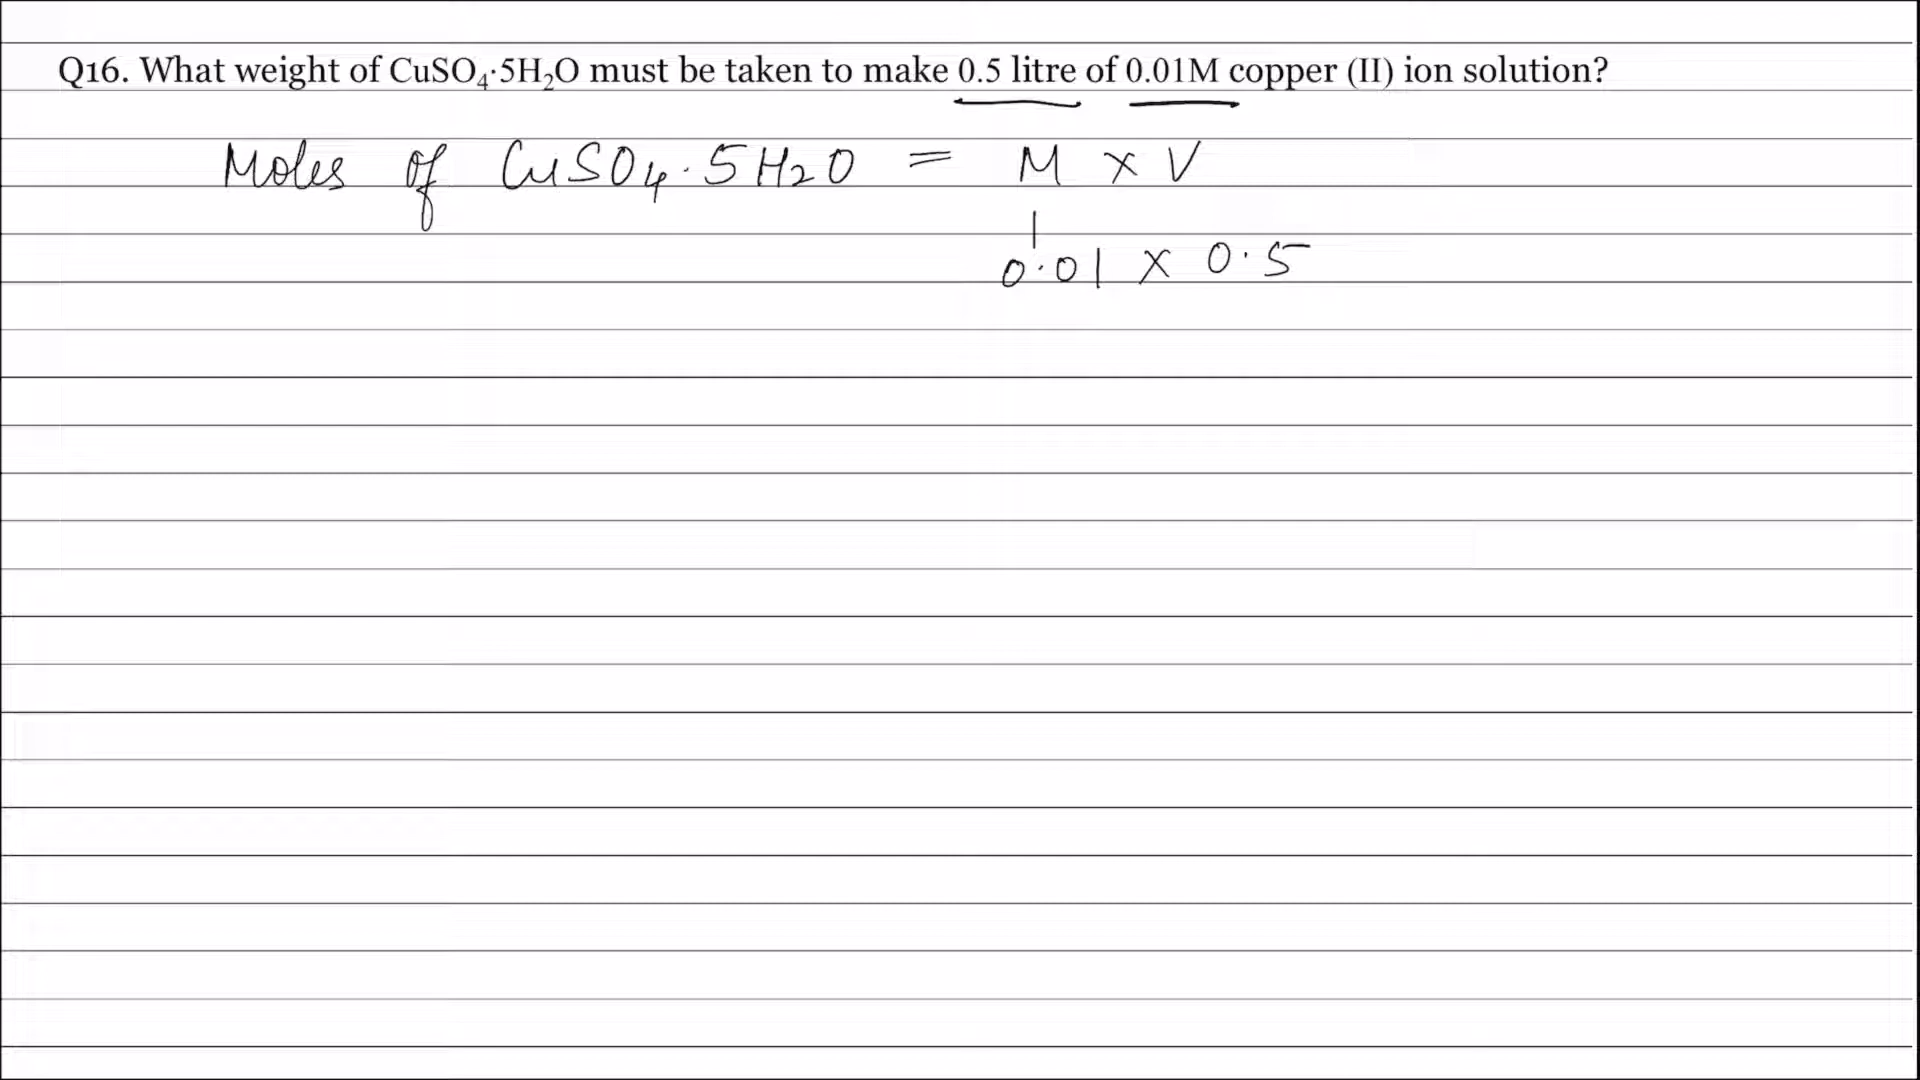 Q16. What weight of CuSO₄·5H₂O must be taken to make 0.5 litre of 0.01M copper (II) ion solution?
Moles of CuSO₄·5H₂O = M × V
0.01 × 0.5